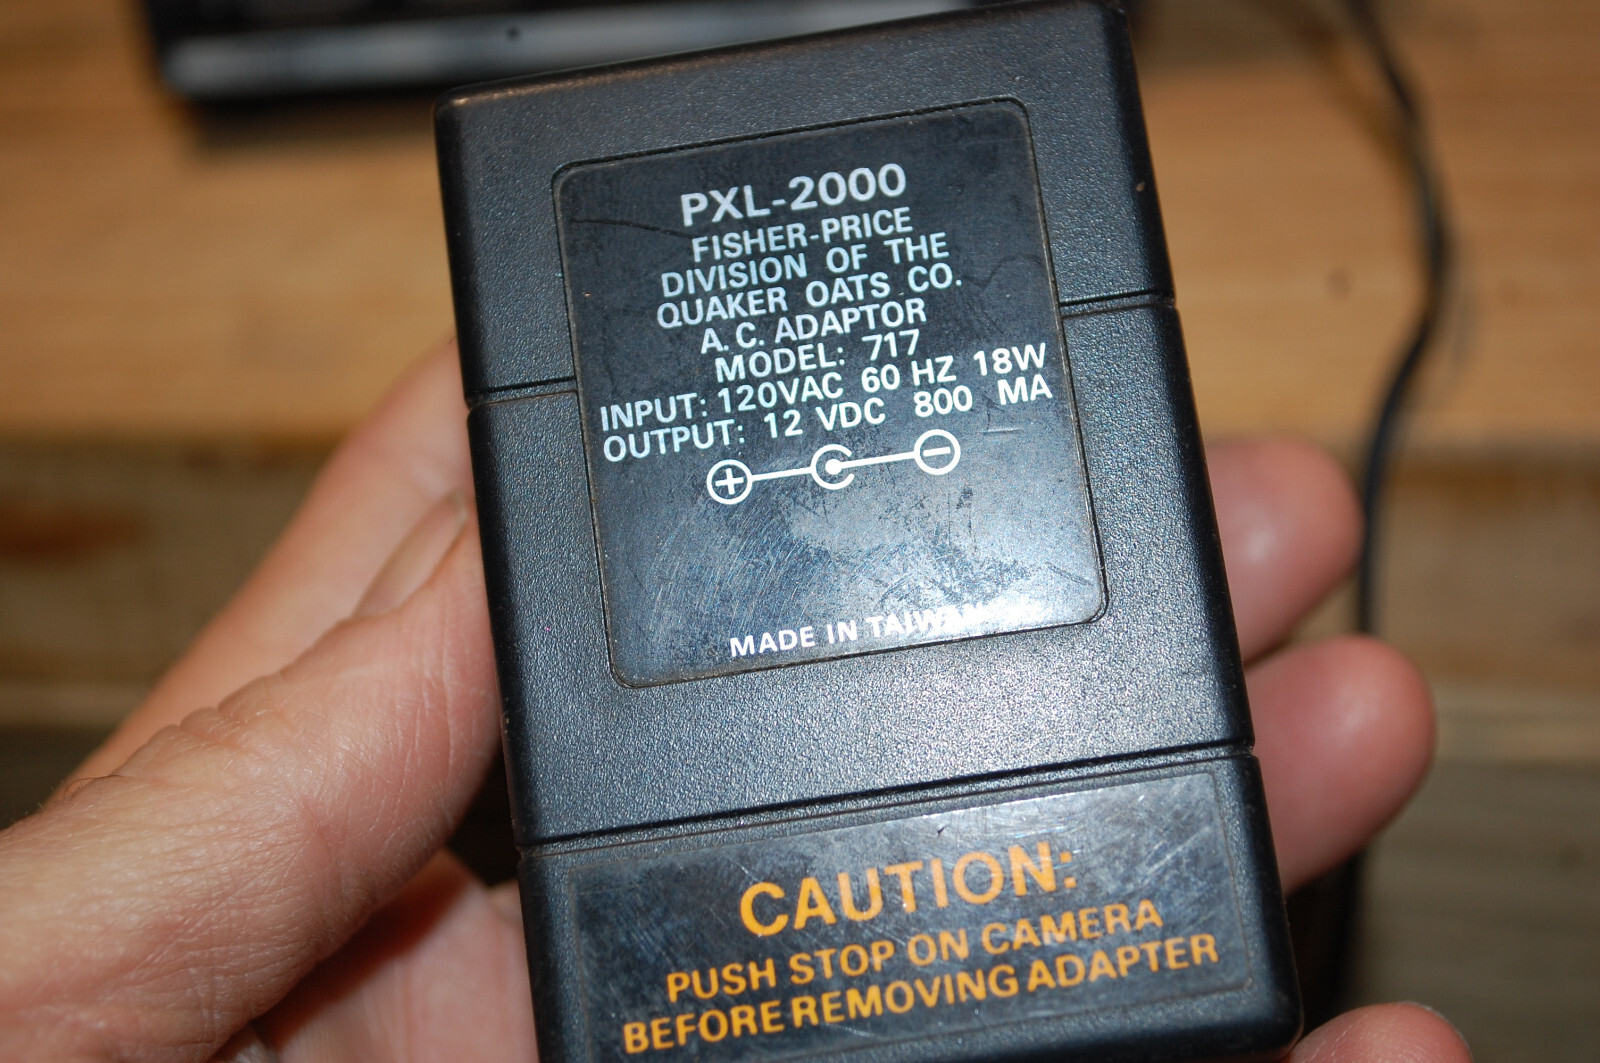 PXL-2000
FISHER-PRICE
DIVISION OF THE
QUAKER OATS CO.
A.C. ADAPTOR
MODEL: 717
INPUT: 120VAC 60 HZ 18W
OUTPUT: 12 VDC 800 MA
+ -
MADE IN TAIWAN
CAUTION:
PUSH STOP ON CAMERA
BEFORE REMOVING ADAPTER